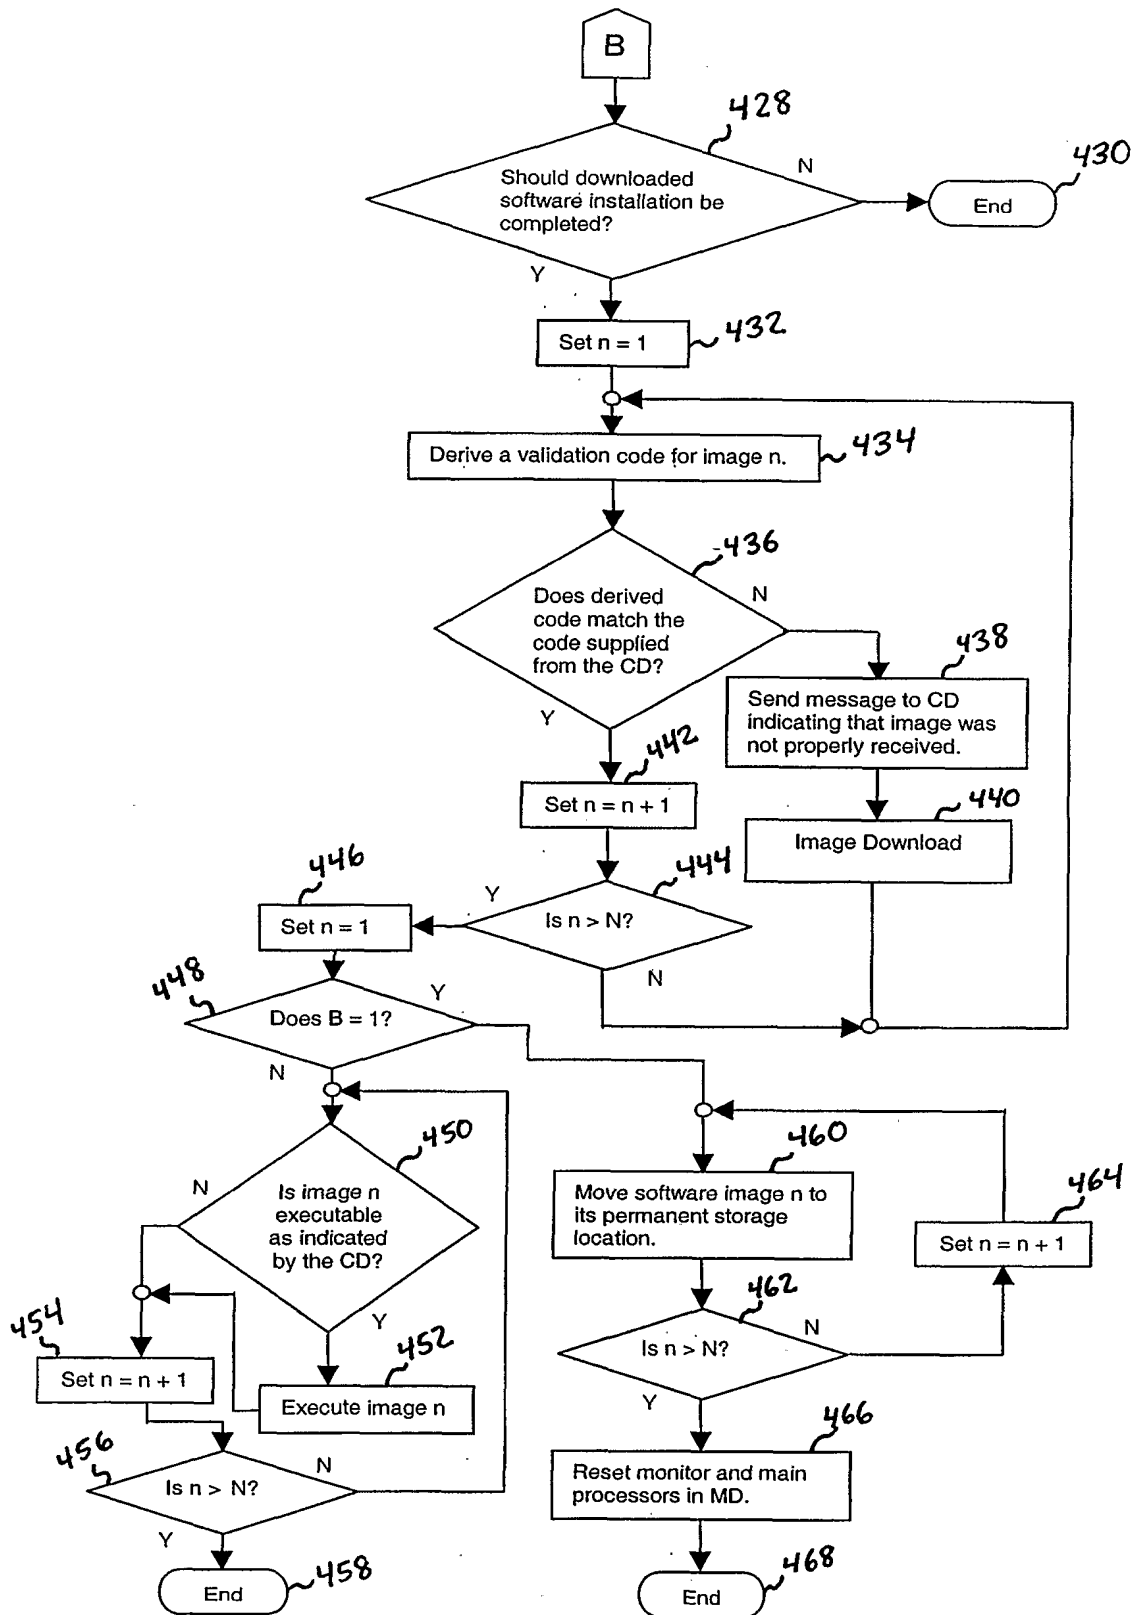 B
428
Should downloaded
software installation be
completed?
N
430
End
Y
Set n = 1
432
Derive a validation code for image n.
434
436
Does derived
code match the
code supplied
from the CD?
N
Y
438
Send message to CD
indicating that image was
not properly received.
442
Set n = n + 1
440
Image Download
446
444
Y
Set n = 1
Is n > N?
N
448
Y
Does B = 1?
N
450
N
Is image n
executable
as indicated
by the CD?
Y
460
Move software image n to
its permanent storage
location.
464
Set n = n + 1
462
Is n > N?
N
Y
454
Set n = n + 1
452
Execute image n
456
Is n > N?
N
Y
466
Reset monitor and main
processors in MD.
End
458
End
468